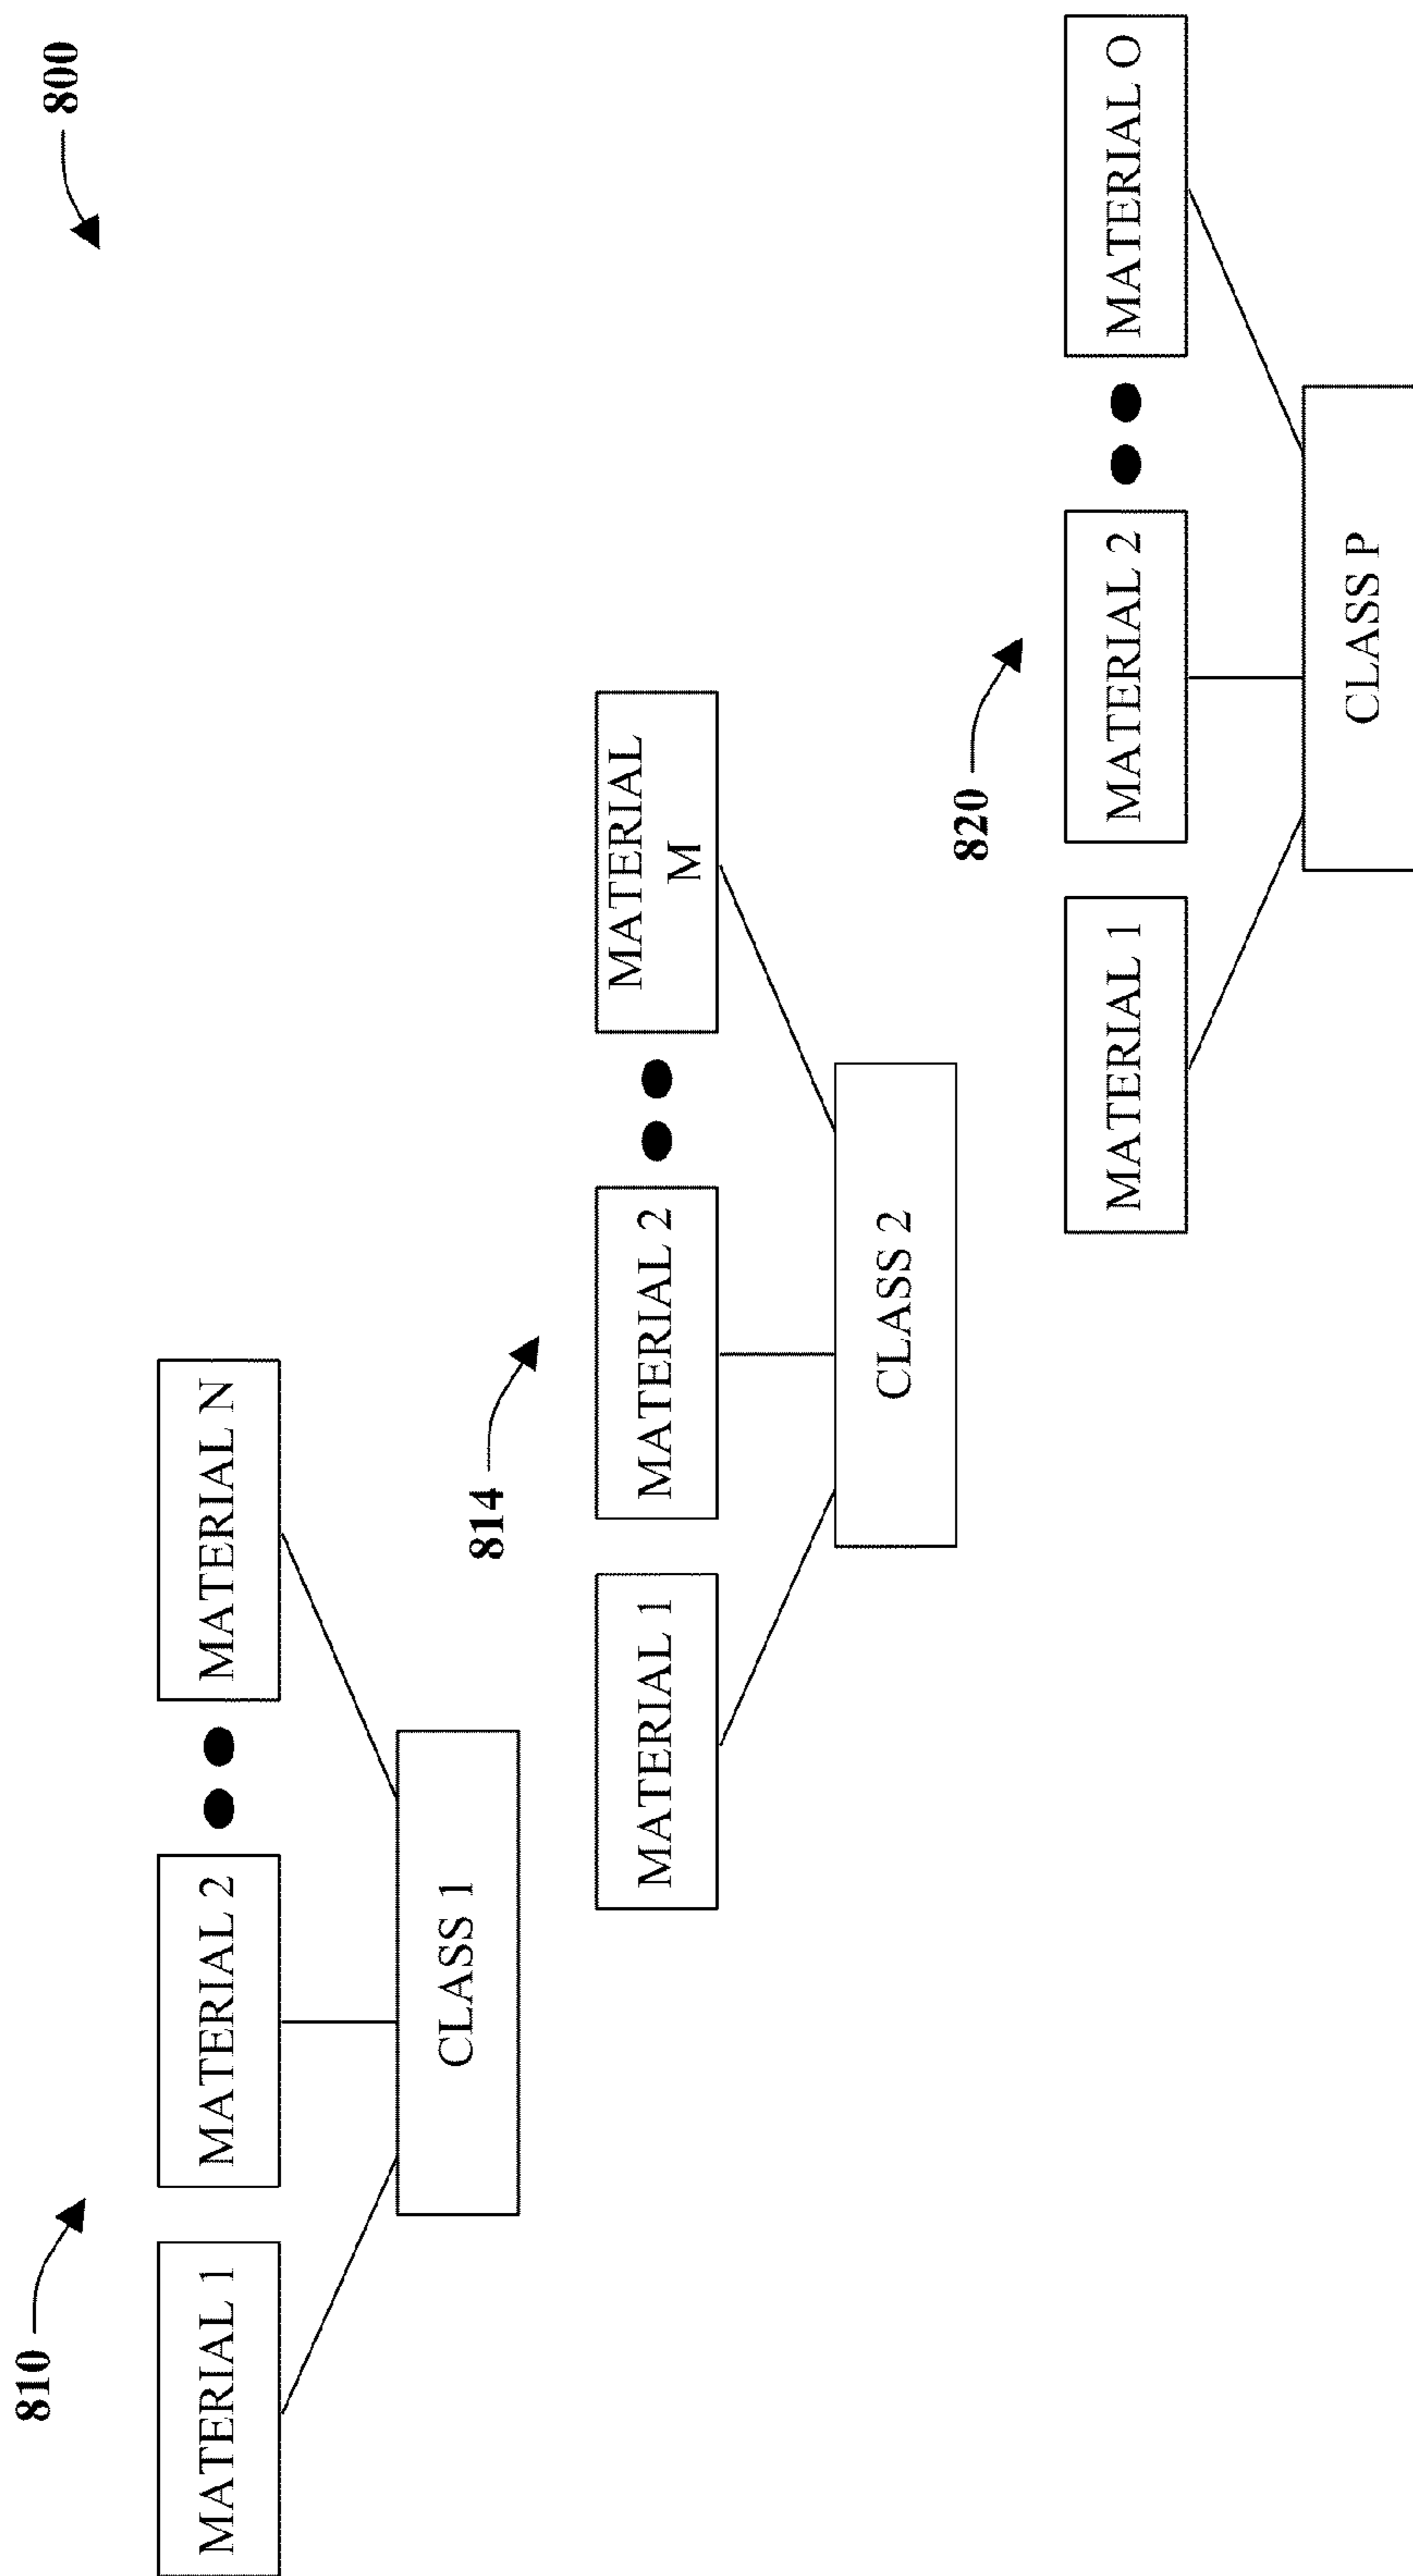 800
810
MATERIAL 1
MATERIAL 2
MATERIAL N
CLASS 1
814
MATERIAL 1
MATERIAL 2
MATERIAL
M
CLASS 2
820
MATERIAL 1
MATERIAL 2
MATERIAL O
CLASS P